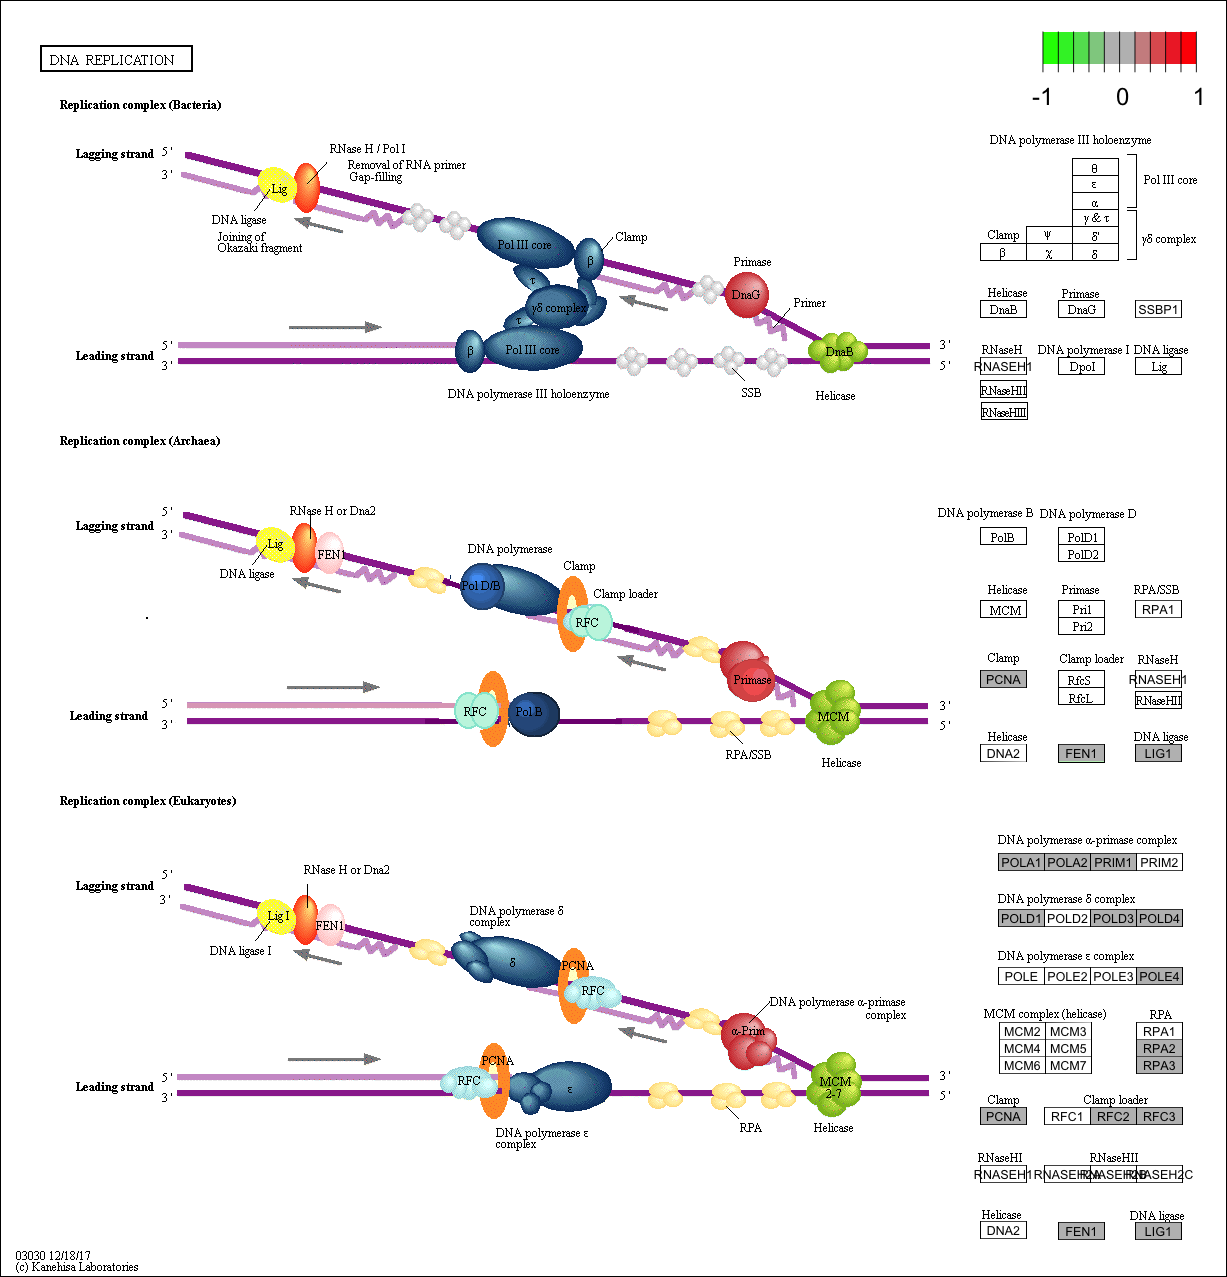 DNA REPLICATION
-1 0 1
Replication complex (Bacteria)
Lagging strand 5'
3'
RNase H / Pol I
Removal of RNA primer
Gap-filling
Lig
DNA ligase
Joining of
Okazaki fragment
Pol III core
Clamp
β
τ
γδ complex
τ
Primase
DnaG
Primer
5'
Leading strand 3'
β
Pol III core
DnaB
3'
5'
SSB
Helicase
DNA polymerase III holoenzyme
DNA polymerase III holoenzyme
θ
ε
α
Pol III core
γ & τ
Clamp ψ δ'
β χ δ
γδ complex
Helicase Primase
DnaB DnaG SSBP1
RNaseH DNA polymerase I DNA ligase
RNASEH1 DpoI Lig
RNaseHII
RNaseHIII
Replication complex (Archaea)
Lagging strand 5'
3'
RNase H or Dna2
Lig
FEN1
DNA ligase
DNA polymerase
Pol D/B
Clamp
Clamp loader
RFC
Primase
Leading strand
3'
RFC
Pol B
MCM
3'
5'
RPA/SSB
Helicase
DNA polymerase B DNA polymerase D
PolB PolD1
PolD2
Helicase Primase RPA/SSB
MCM Pri1 RPA1
Pri2
Clamp Clamp loader RNaseH
PCNA RfcS RNASEH1
RfcL RNaseHII
Helicase DNA ligase
DNA2 FEN1 LIG1
Replication complex (Eukaryotes)
Lagging strand 5'
3'
RNase H or Dna2
Lig I
FEN1
DNA ligase I
DNA polymerase δ
complex
δ
PCNA
RFC
DNA polymerase α-primase
complex
α-Prim
5'
Leading strand 3'
RFC
PCNA
ε
DNA polymerase ε
complex
MCM
2-7
3'
5'
RPA
Helicase
DNA polymerase α-primase complex
POLA1 POLA2 PRIM1 PRIM2
DNA polymerase δ complex
POLD1 POLD2 POLD3 POLD4
DNA polymerase ε complex
POLE POLE2 POLE3 POLE4
MCM complex (helicase) RPA
MCM2 MCM3 RPA1
MCM4 MCM5 RPA2
MCM6 MCM7 RPA3
Clamp Clamp loader
PCNA RFC1 RFC2 RFC3
RNaseHI RNaseHII
RNASEH1 RNASEH2A RNASEH2B RNASEH2C
Helicase DNA ligase
DNA2 FEN1 LIG1
03030 12/18/17
(c) Kanehisa Laboratories